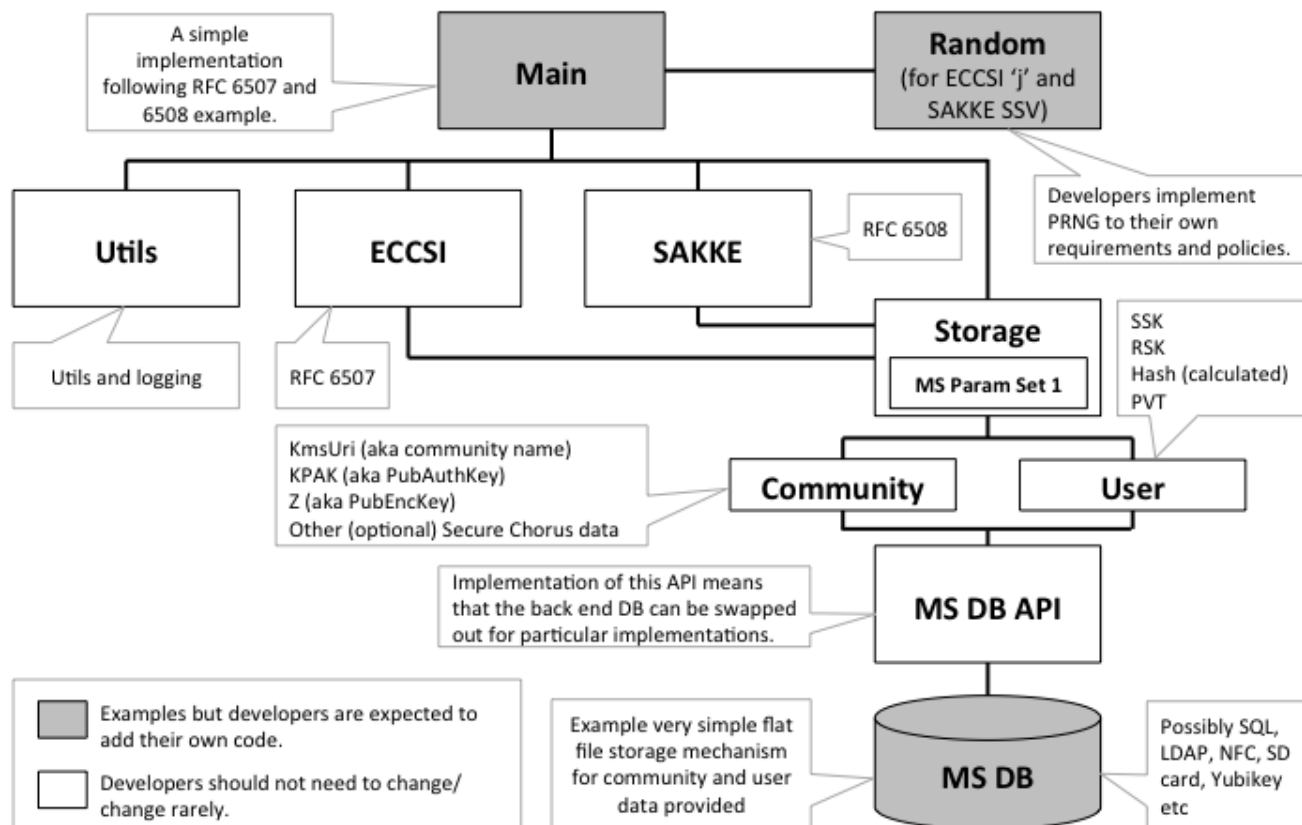 A simple
implementation
following RFC 6507 and
6508 example.
Main
Random
(for ECCSI ‘j’ and
SAKKE SSV)
Developers implement
PRNG to their own
requirements and policies.
Utils
ECCSI
SAKKE
RFC 6508
Utils and logging
RFC 6507
Storage
MS Param Set 1
SSK
RSK
Hash (calculated)
PVT
KmsUri (aka community name)
KPAK (aka PubAuthKey)
Z (aka PubEncKey)
Other (optional) Secure Chorus data
Community
User
Implementation of this API means
that the back end DB can be swapped
out for particular implementations.
MS DB API
Examples but developers are expected to
add their own code.
Developers should not need to change/
change rarely.
Example very simple flat
file storage mechanism
for community and user
data provided
MS DB
Possibly SQL,
LDAP, NFC, SD
card, Yubikey
etc